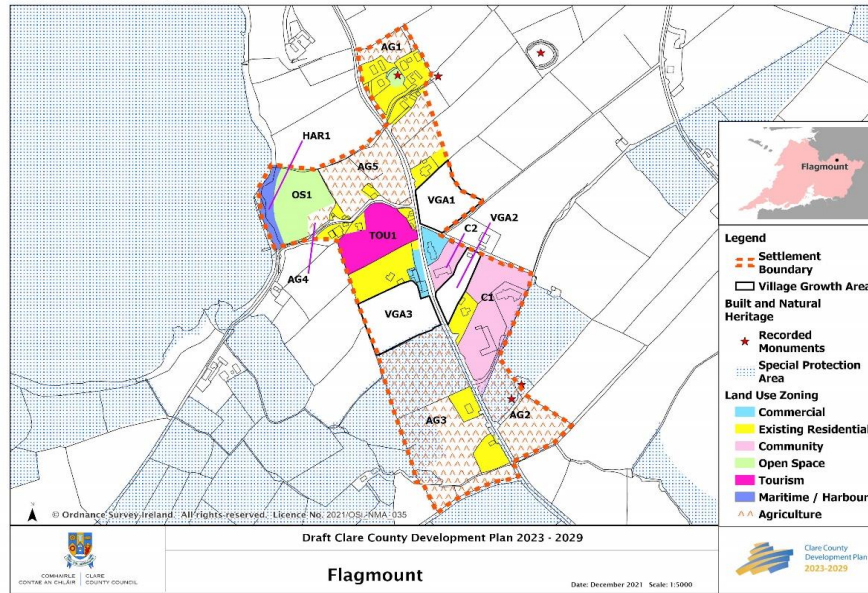 AG1
HAR1
AG5
OS1
VGA1
VGA2
C2
TOU1
AG4
C1
VGA3
AG3
AG2
N
© Ordnance Survey Ireland. All rights reserved. Licence No. 2021/OSi_NMA_035
Flagmount
Legend
Settlement
Boundary
Village Growth Area
Built and Natural
Heritage
Recorded
Monuments
Special Protection
Area
Land Use Zoning
Commercial
Existing Residential
Community
Open Space
Tourism
Maritime / Harbour
Agriculture
COMHAIRLE
CONTAE AN CHLÁIR
CLARE
COUNTY COUNCIL
Draft Clare County Development Plan 2023 - 2029
Flagmount
Date: December 2021 Scale: 1:5000
Clare County
Development Plan
2023-2029